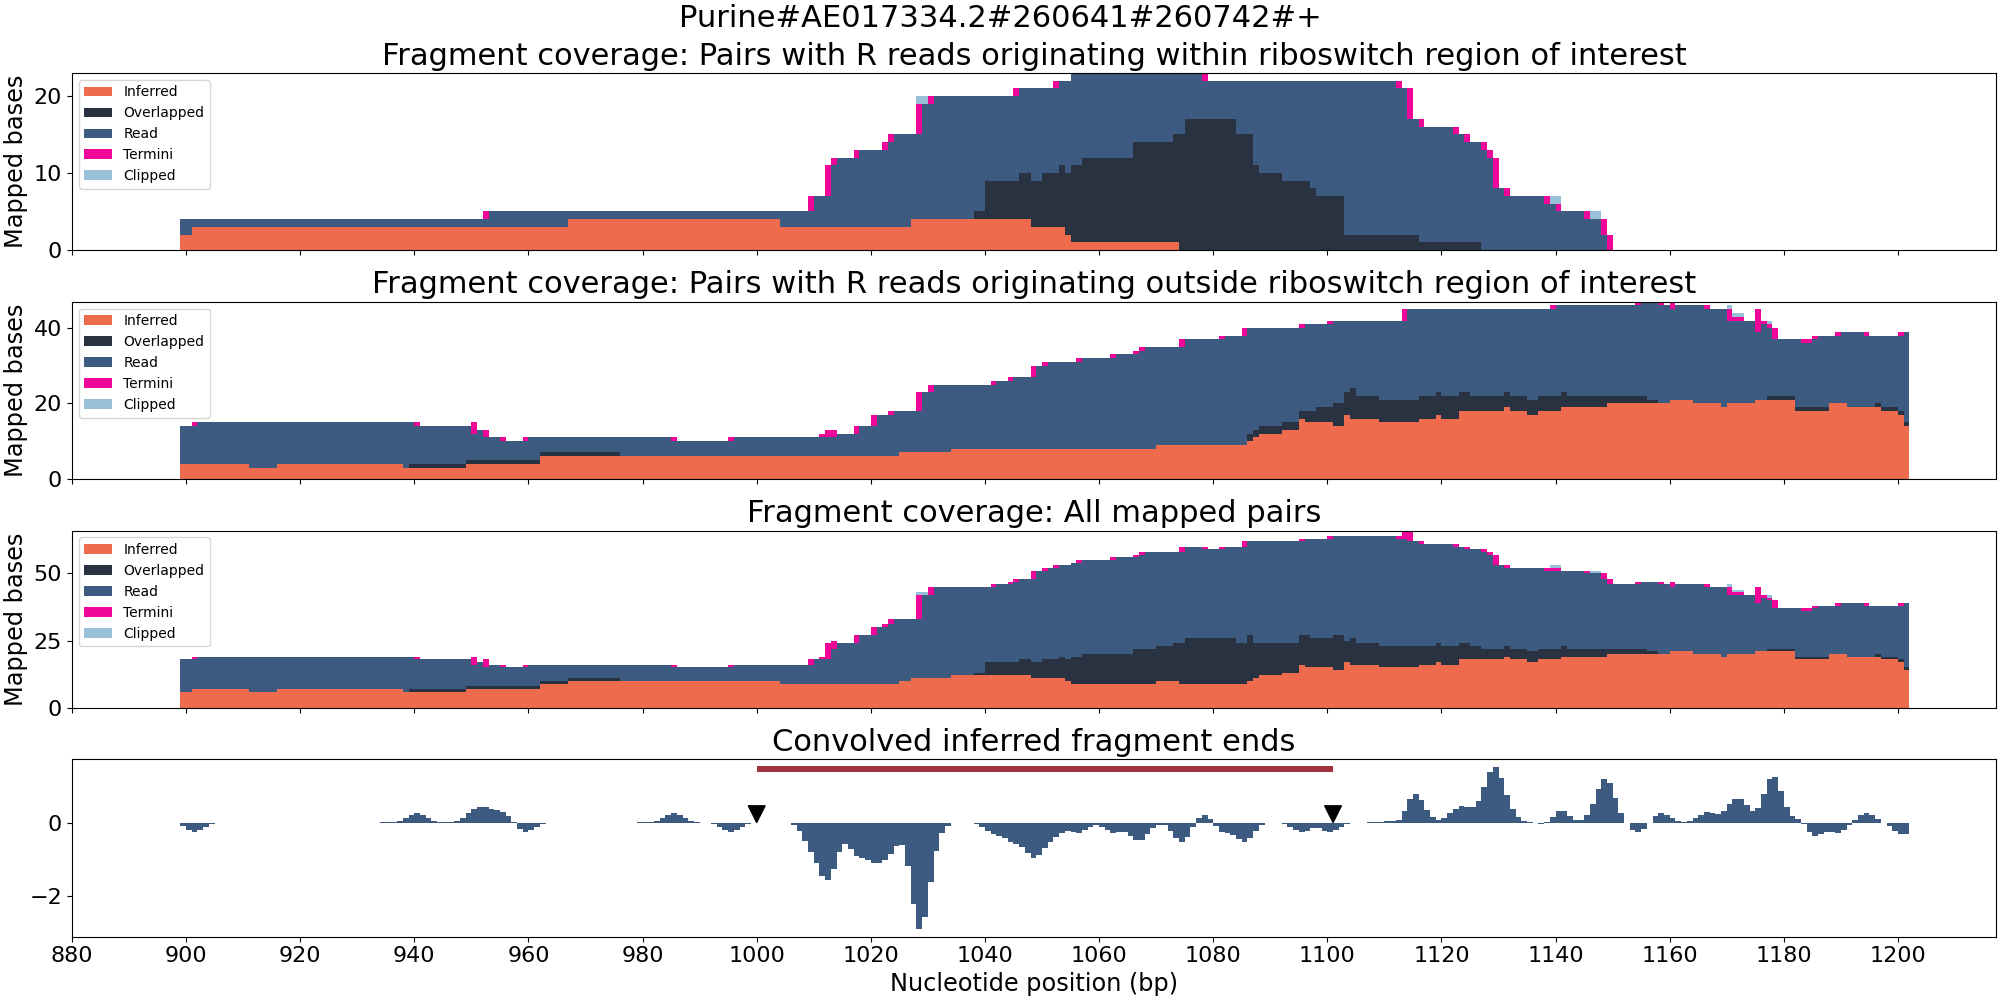 Purine#AE017334.2#260641#260742#+
Fragment coverage: Pairs with R reads originating within riboswitch region of interest
Mapped bases
20
10
0
Inferred
Overlapped
Read
Termini
Clipped
Fragment coverage: Pairs with R reads originating outside riboswitch region of interest
Mapped bases
40
20
0
Inferred
Overlapped
Read
Termini
Clipped
Fragment coverage: All mapped pairs
Mapped bases
50
25
0
Inferred
Overlapped
Read
Termini
Clipped
Convolved inferred fragment ends
0
−2
880 900 920 940 960 980 1000 1020 1040 1060 1080 1100 1120 1140 1160 1180 1200
Nucleotide position (bp)